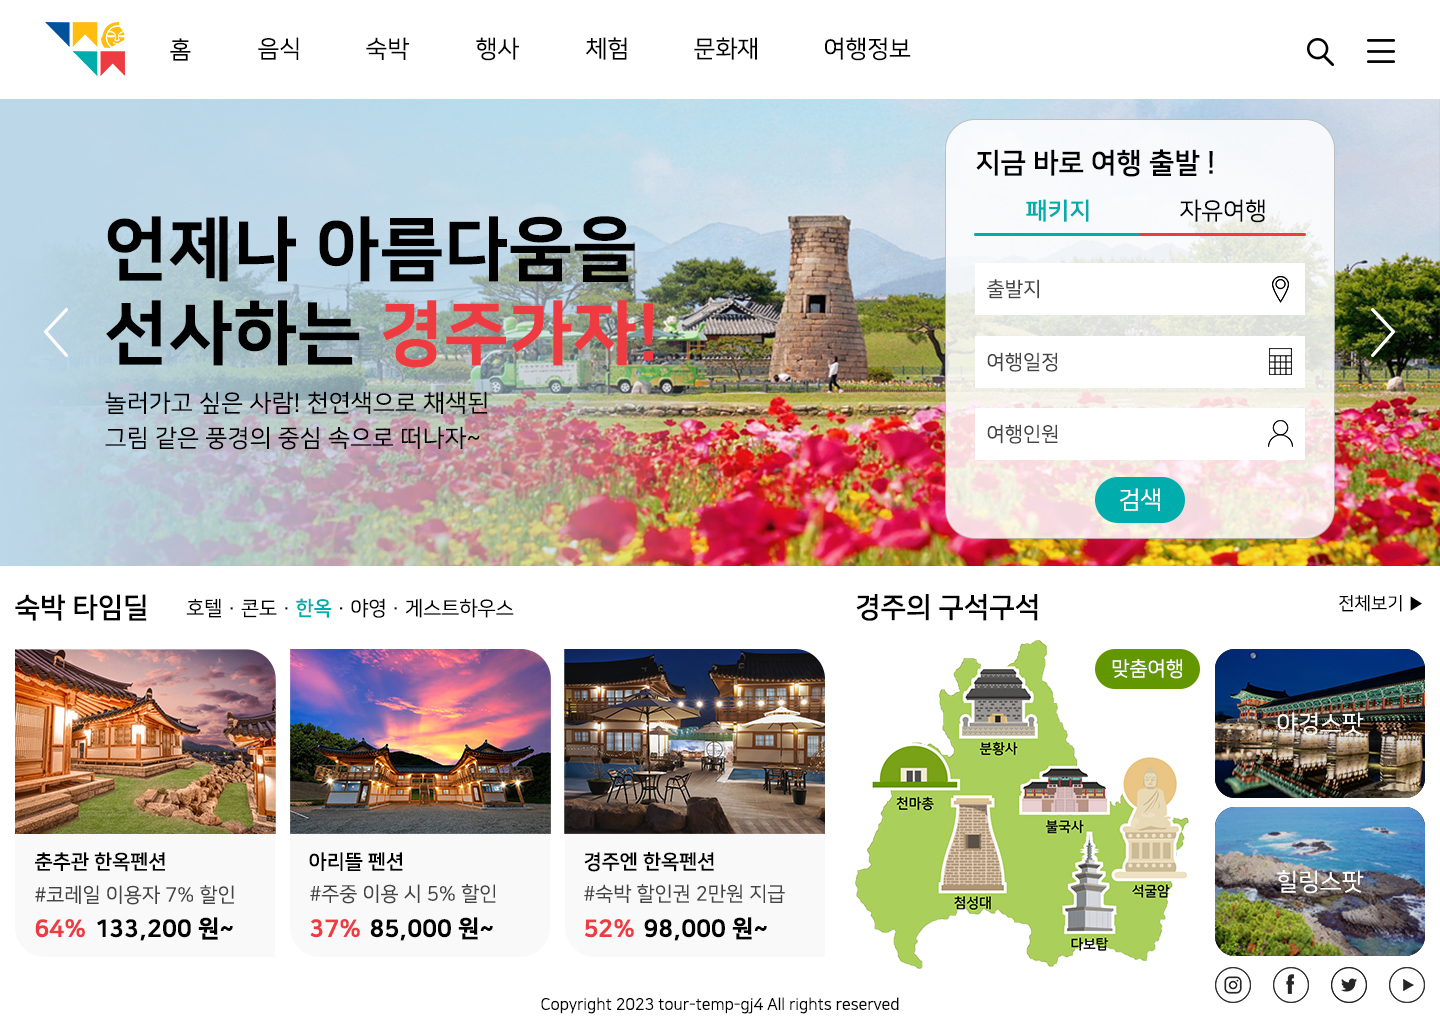 홈 음식 숙박 행사 체험 문화재 여행정보
언제나 아름다움을
선사하는 경주가자!
놀러가고 싶은 사람! 천연색으로 채색된
그림 같은 풍경의 중심 속으로 떠나자~
지금 바로 여행 출발 !
패키지 자유여행
출발지
여행일정
여행인원
검색
숙박 타임딜 호텔 · 콘도 · 한옥 · 야영 · 게스트하우스
춘추관 한옥펜션
#코레일 이용자 7% 할인
64% 133,200 원~
아리뜰 펜션
#주중 이용 시 5% 할인
37% 85,000 원~
경주엔 한옥펜션
#숙박 할인권 2만원 지급
52% 98,000 원~
경주의 구석구석 전체보기 ▶
맞춤여행
분황사
천마총
불국사
첨성대
석굴암
다보탑
야경스팟
힐링스팟
Copyright 2023 tour-temp-gj4 All rights reserved